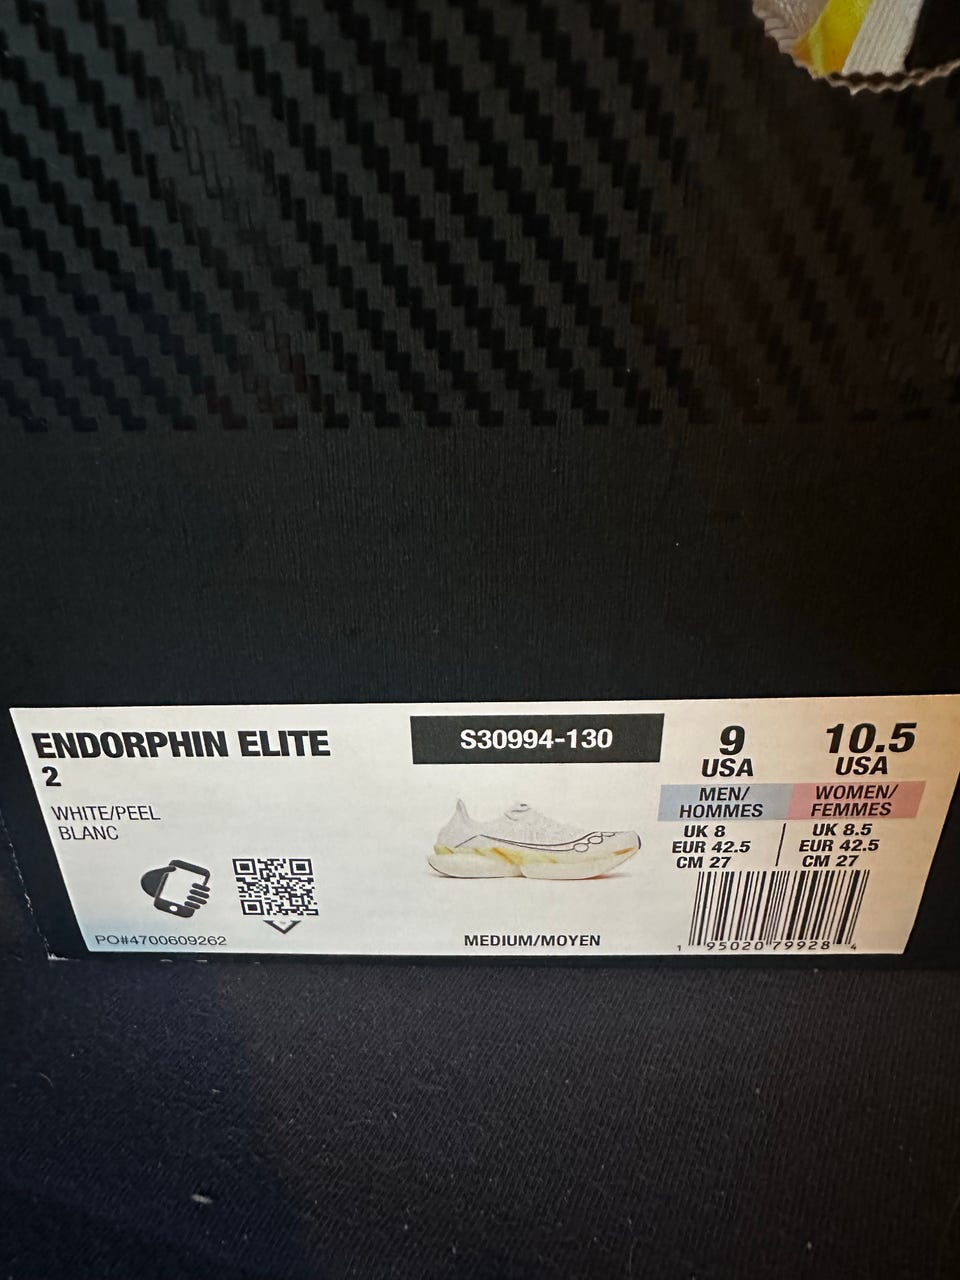 ENDORPHIN ELITE
2
WHITE/PEEL
BLANC
PO#4700609262
S30994-130
MEDIUM/MOYEN
9
USA
MEN/
HOMMES
UK 8
EUR 42.5
CM 27
10.5
USA
WOMEN/
FEMMES
UK 8.5
EUR 42.5
CM 27
1 95020 79928 4